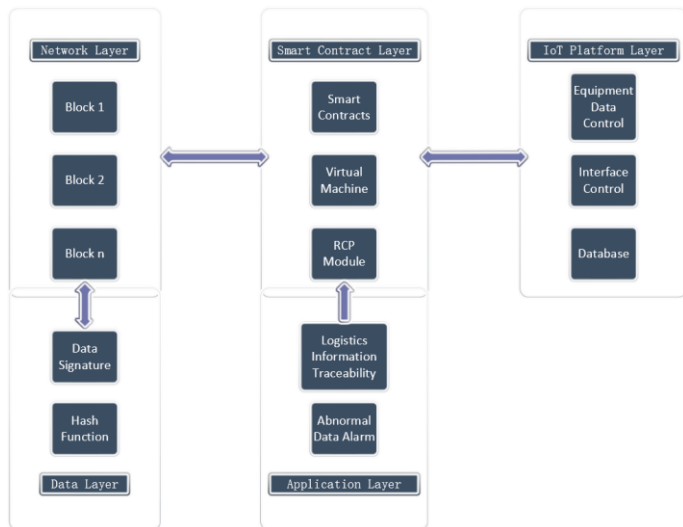 Network Layer
Block 1
Block 2
Block n
Data
Signature
Hash
Function
Data Layer
Smart Contract Layer
Smart
Contracts
Virtual
Machine
RCP
Module
Logistics
Information
Traceability
Abnormal
Data Alarm
Application Layer
IoT Platform Layer
Equipment
Data
Control
Interface
Control
Database